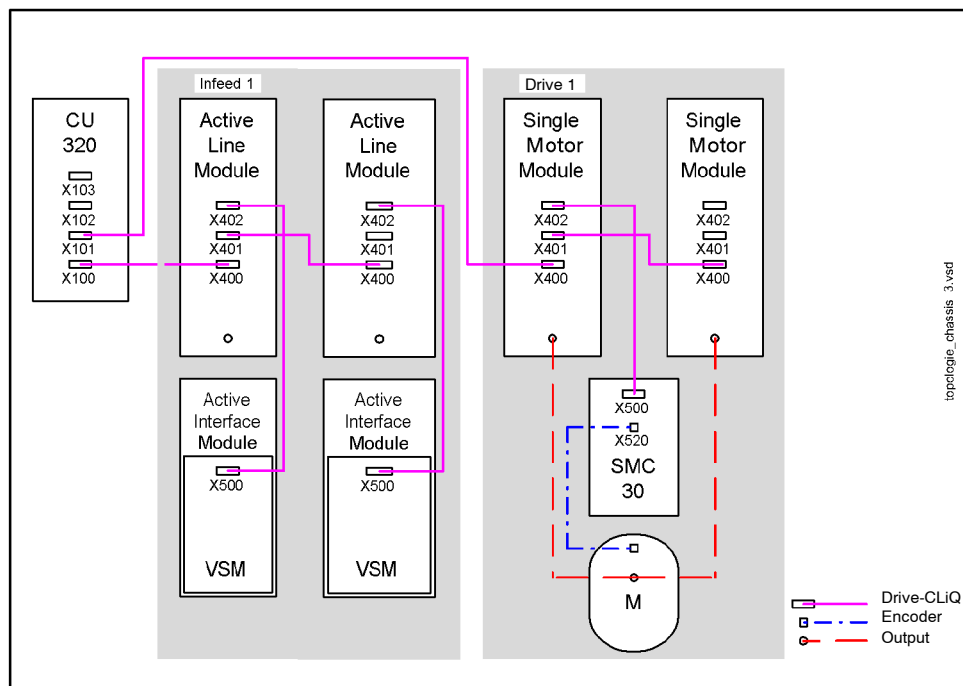 Infeed 1
Drive 1
CU
320
X103
X102
X101
X100
Active
Line
Module
X402
X401
X400
Active
Line
Module
X402
X401
X400
Single
Motor
Module
X402
X401
X400
Single
Motor
Module
X402
X401
X400
Active
Interface
Module
X500
VSM
Active
Interface
Module
X500
VSM
X500
X520
SMC
30
M
Drive-CLiQ
Encoder
Output
topologie_chassis_3.vsd